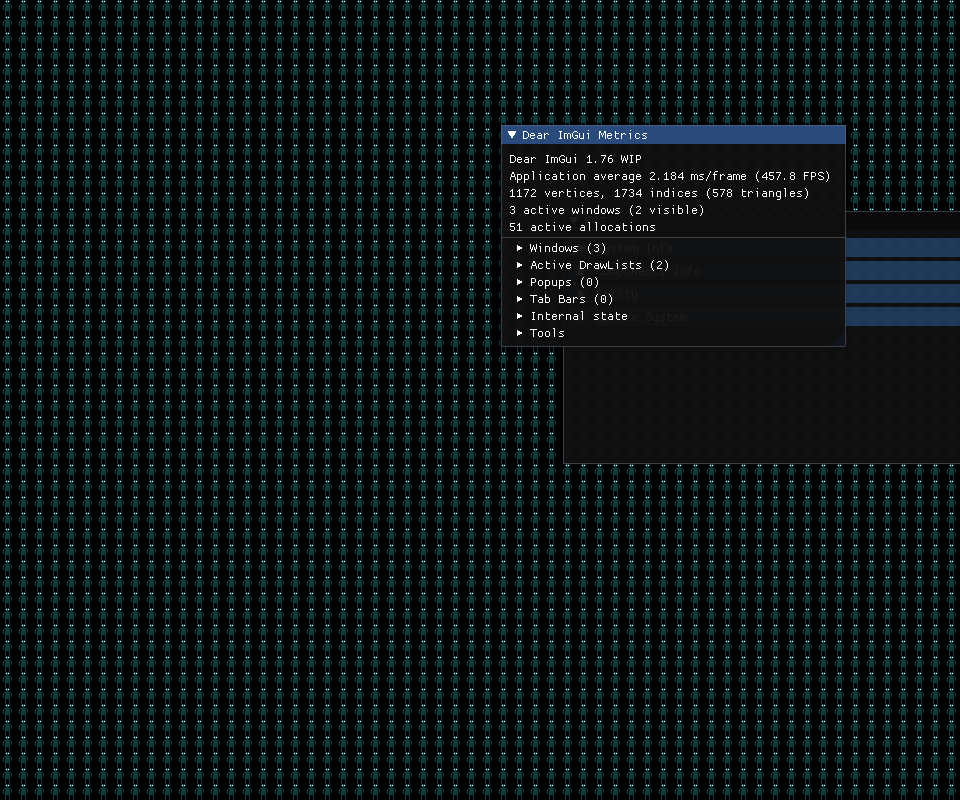 Dear ImGui Metrics
Dear ImGui 1.76 WIP
Application average 2.184 ms/frame (457.8 FPS)
1172 vertices, 1734 indices (578 triangles)
3 active windows (2 visible)
51 active allocations
Windows (3)
Active DrawLists (2)
Popups (0)
Tab Bars (0)
Internal state
Tools